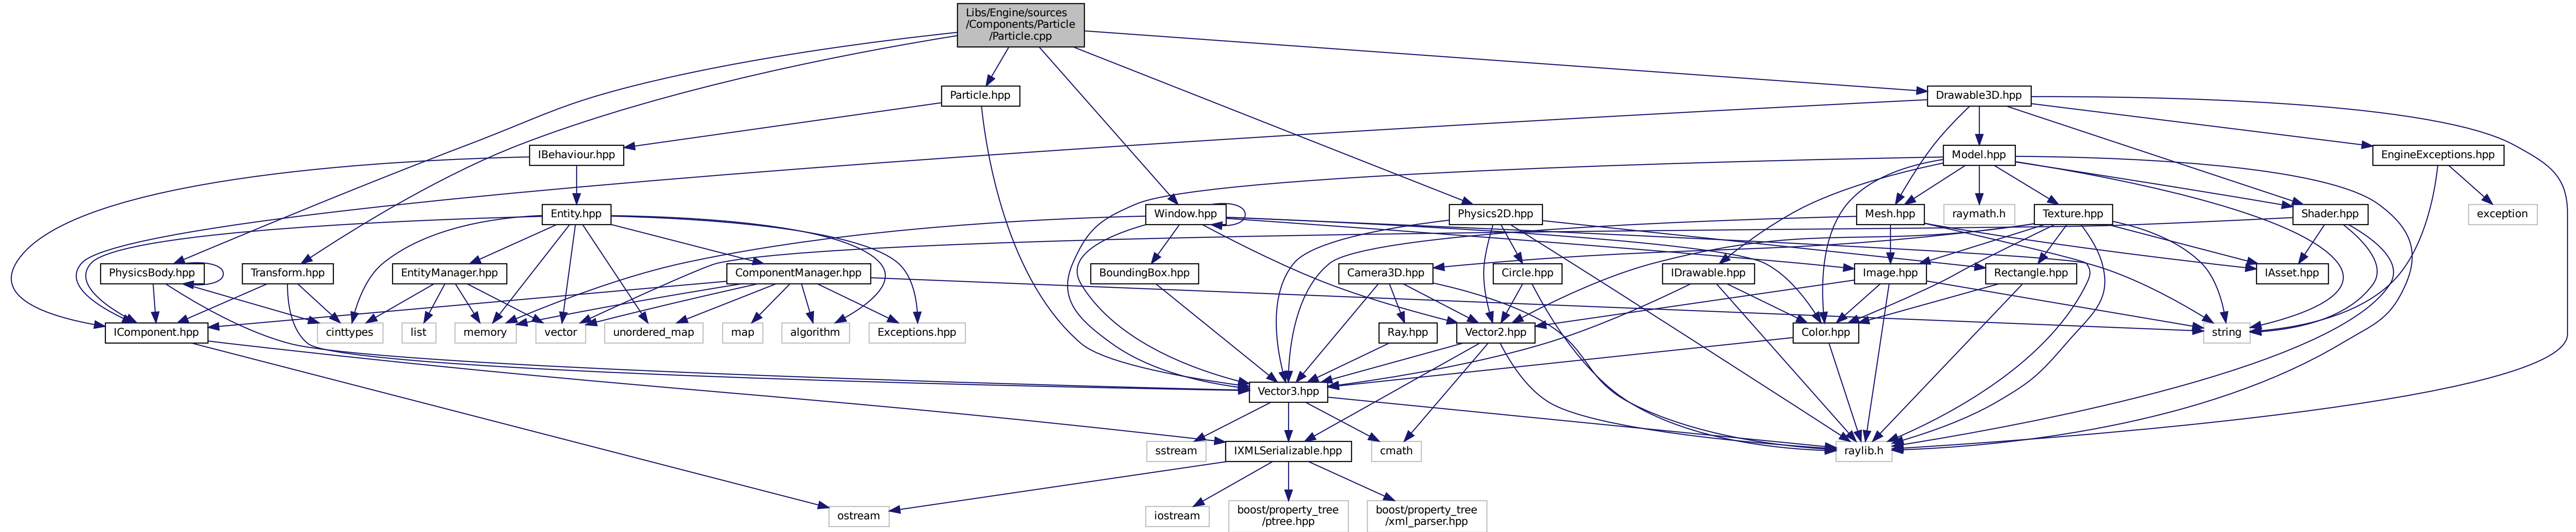 Libs/Engine/sources
/Components/Particle
/Particle.cpp
Particle.hpp
Drawable3D.hpp
IBehaviour.hpp
Model.hpp
EngineExceptions.hpp
Entity.hpp
Window.hpp
Physics2D.hpp
Mesh.hpp
raymath.h
Texture.hpp
Shader.hpp
exception
PhysicsBody.hpp
Transform.hpp
EntityManager.hpp
ComponentManager.hpp
BoundingBox.hpp
Camera3D.hpp
Circle.hpp
IDrawable.hpp
Image.hpp
Rectangle.hpp
IAsset.hpp
IComponent.hpp
cinttypes
list
memory
vector
unordered_map
map
algorithm
Exceptions.hpp
Ray.hpp
Vector2.hpp
Color.hpp
string
Vector3.hpp
sstream
IXMLSerializable.hpp
cmath
raylib.h
ostream
iostream
boost/property_tree
/ptree.hpp
boost/property_tree
/xml_parser.hpp